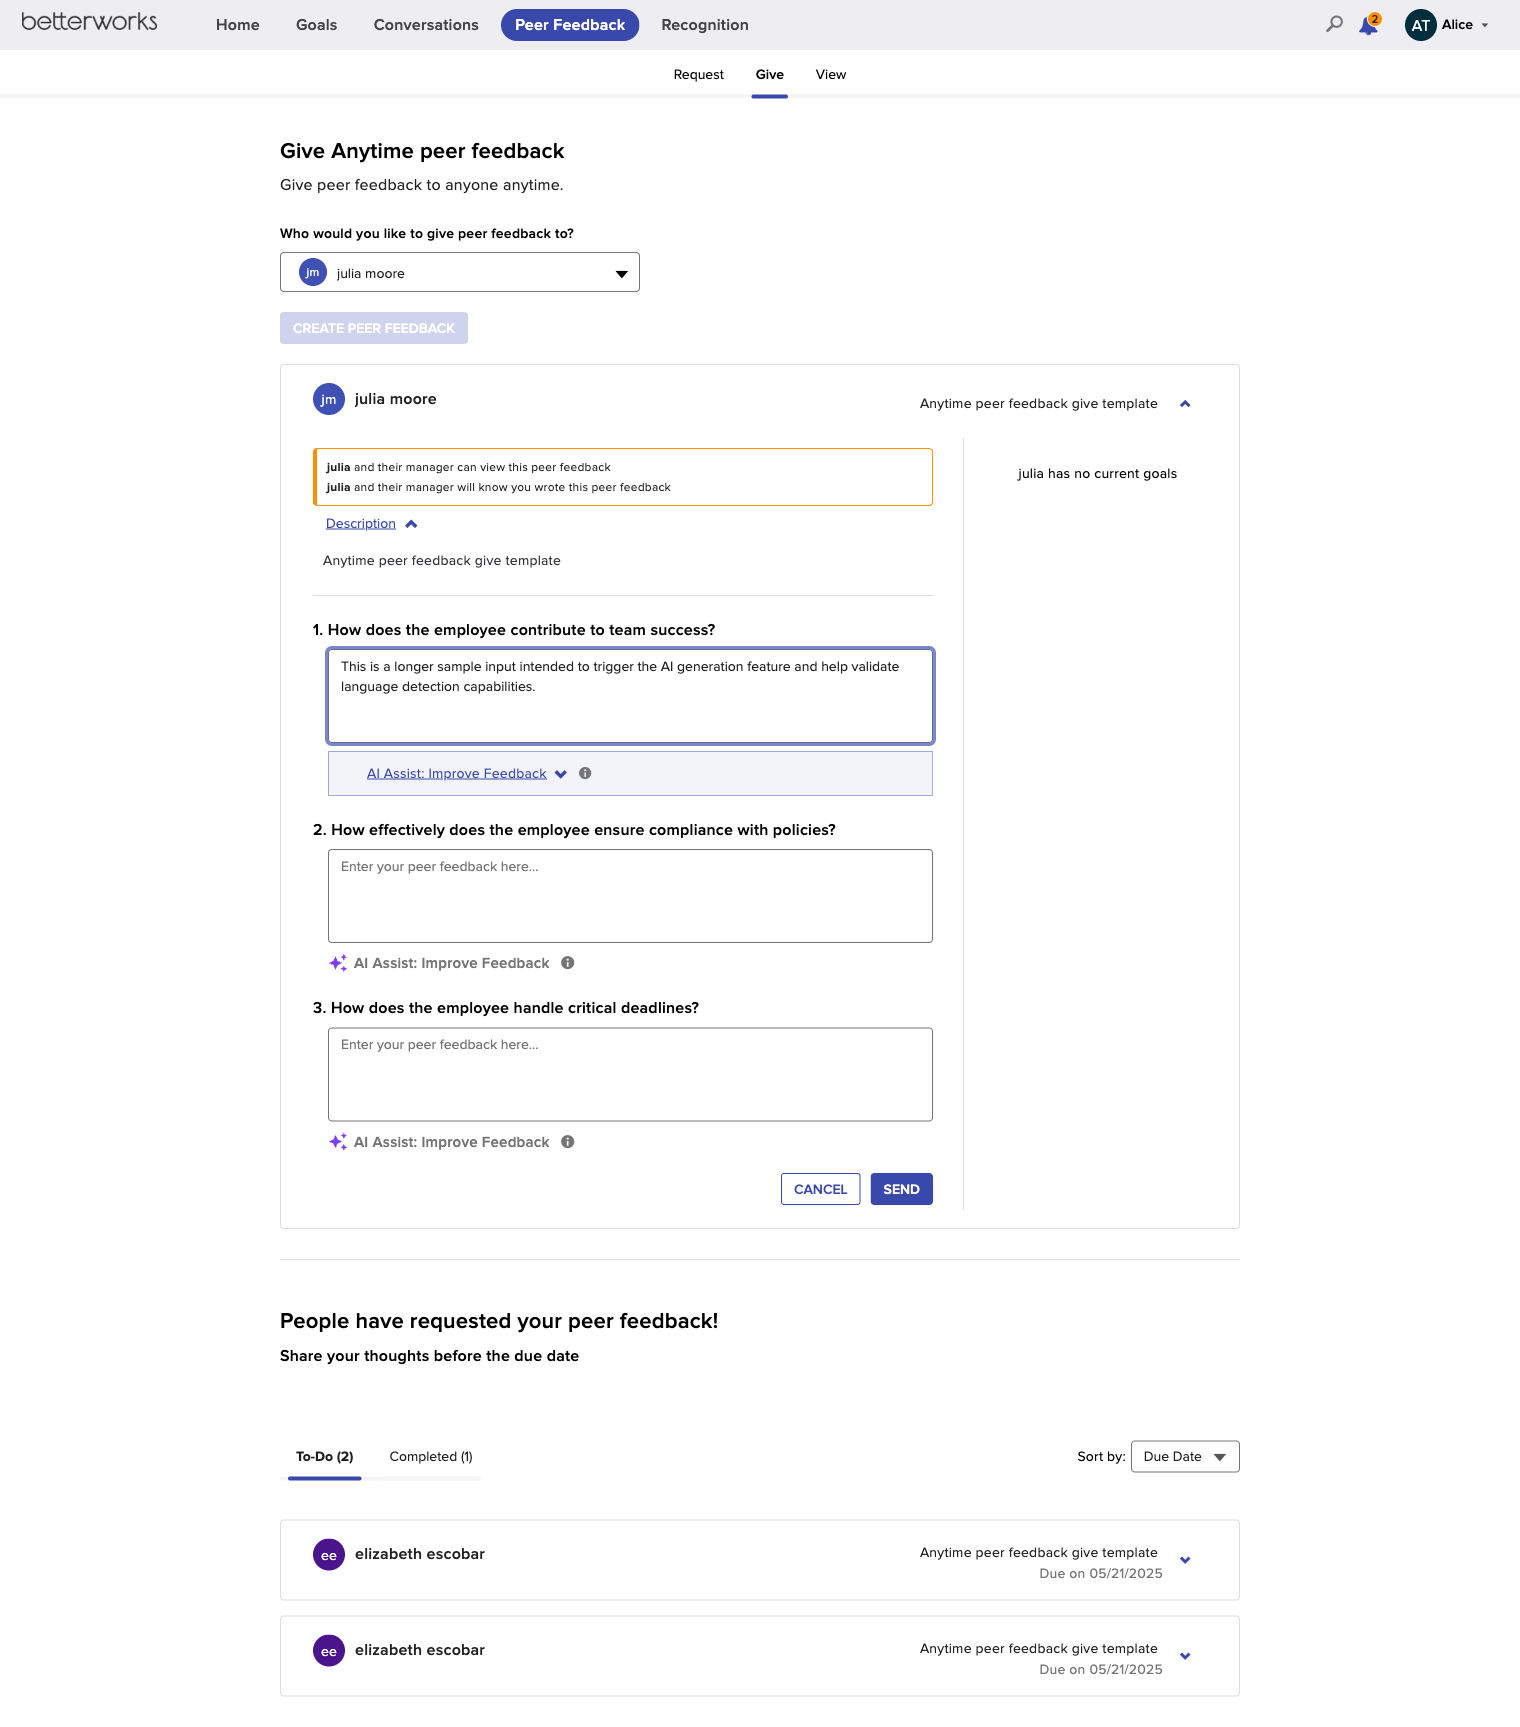 betterworks
Home
Goals
Conversations
Peer Feedback
Recognition
2
AT
Alice
Request
Give
View
Give Anytime peer feedback
Give peer feedback to anyone anytime.
Who would you like to give peer feedback to?
jm
julia moore
CREATE PEER FEEDBACK
jm
julia moore
Anytime peer feedback give template
julia and their manager can view this peer feedback
julia and their manager will know you wrote this peer feedback
julia has no current goals
Description
Anytime peer feedback give template
1. How does the employee contribute to team success?
This is a longer sample input intended to trigger the AI generation feature and help validate
language detection capabilities.
AI Assist: Improve Feedback
2. How effectively does the employee ensure compliance with policies?
Enter your peer feedback here...
AI Assist: Improve Feedback
3. How does the employee handle critical deadlines?
Enter your peer feedback here...
AI Assist: Improve Feedback
CANCEL
SEND
People have requested your peer feedback!
Share your thoughts before the due date
To-Do (2)
Completed (1)
Sort by:
Due Date
ee
elizabeth escobar
Anytime peer feedback give template
Due on 05/21/2025
ee
elizabeth escobar
Anytime peer feedback give template
Due on 05/21/2025